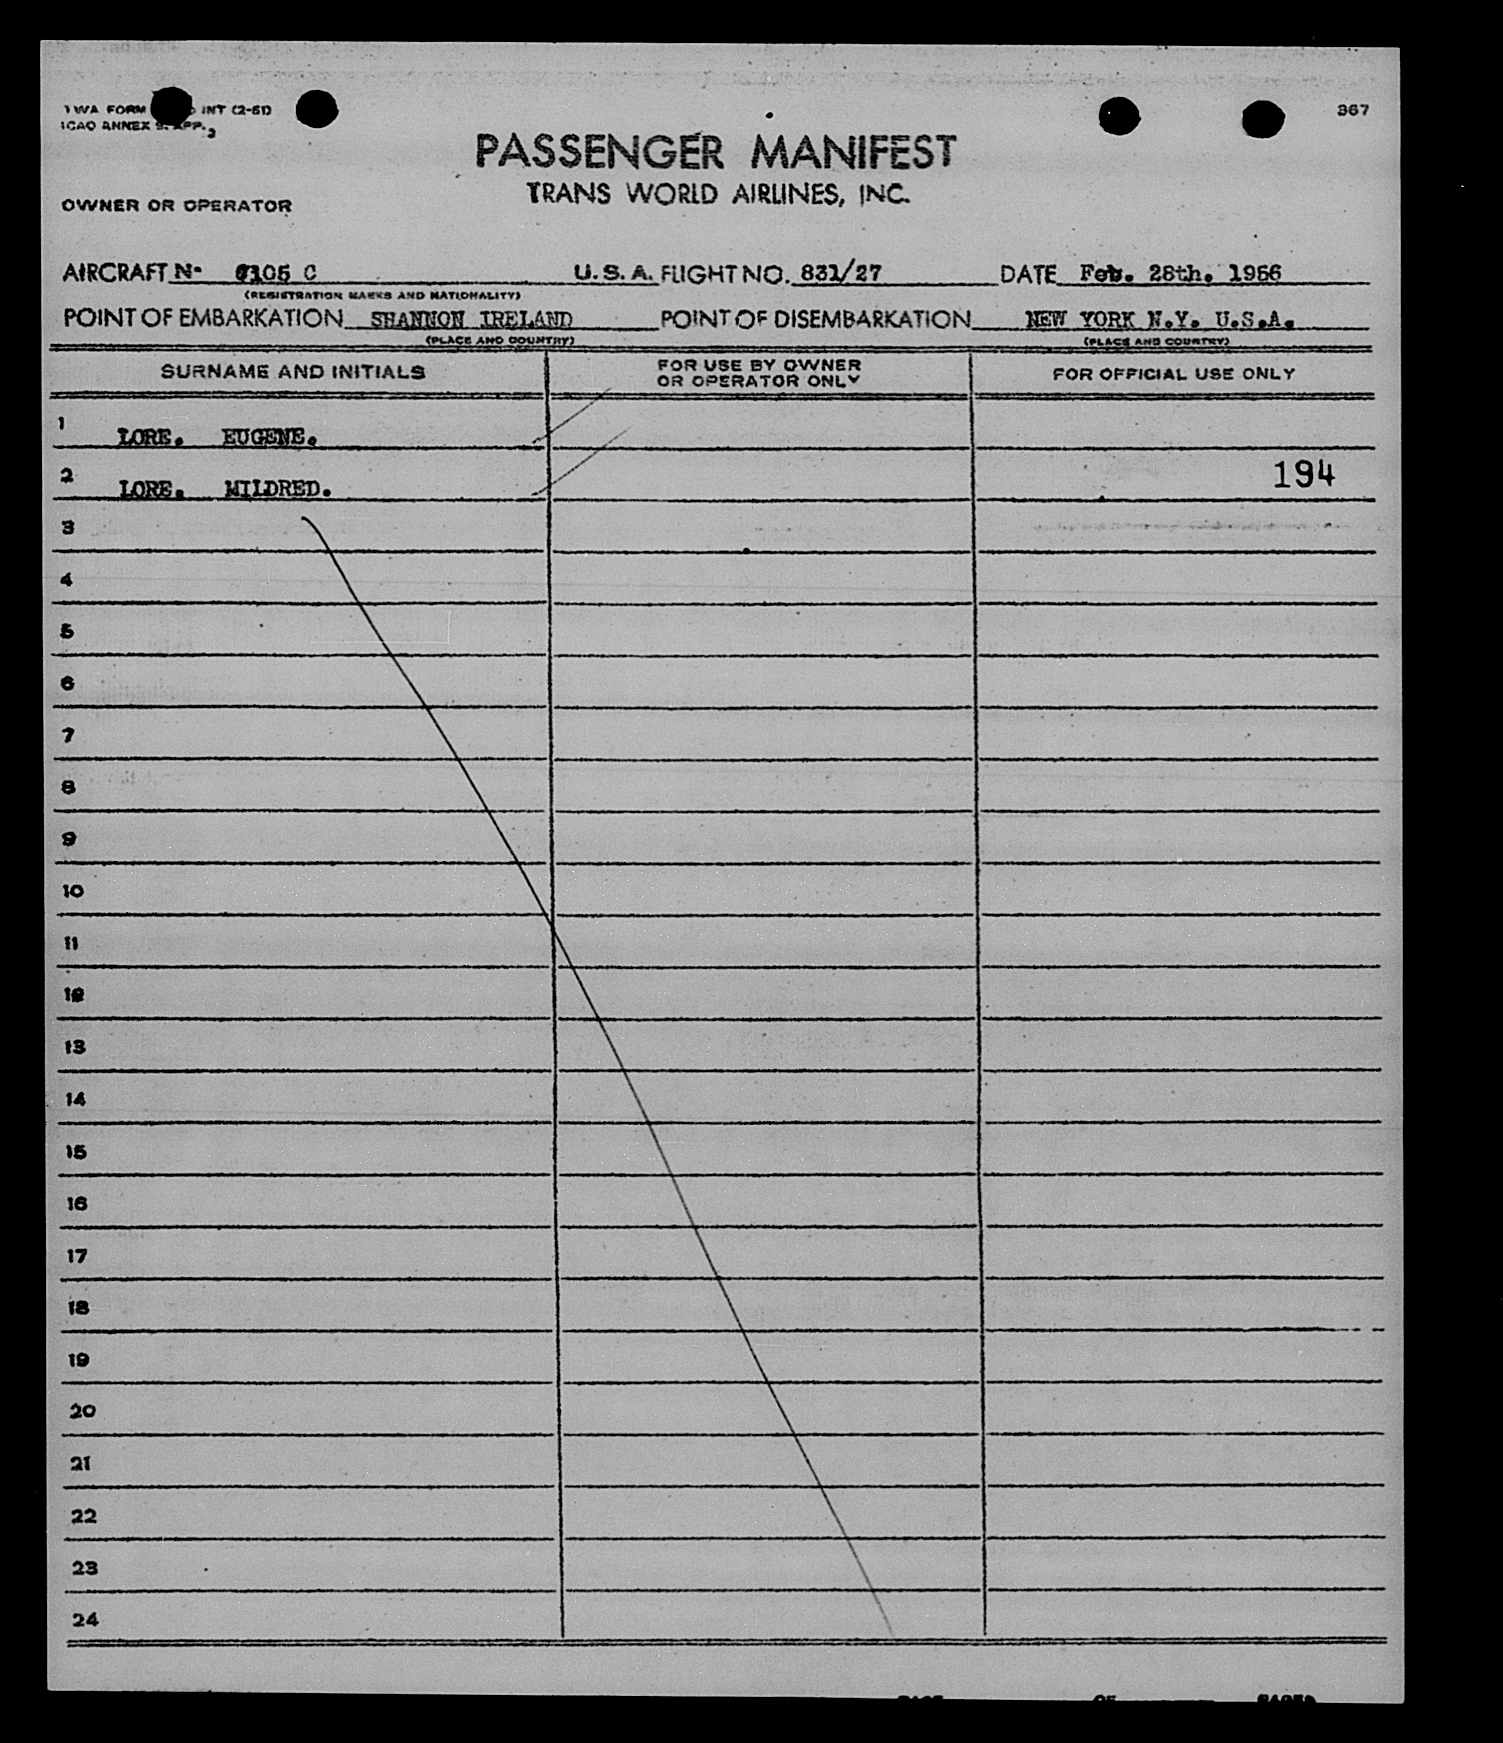 TWA FORM INT (2-51)
367
ICAO ANNEX 9. APP. 3
PASSENGER MANIFEST
TRANS WORLD AIRLINES, INC.
OWNER OR OPERATOR
AIRCRAFT N- 7105 C U.S.A. FLIGHT NO. 831/27 DATE Feb. 28th. 1956
(REGISTRATION MARKS AND NATIONALITY)
POINT OF EMBARKATION SHANNON IRELAND POINT OF DISEMBARKATION NEW YORK N.Y. U.S.A.
(PLACE AND COUNTRY) (PLACE AND COUNTRY)
SURNAME AND INITIALS
FOR USE BY OWNER
OR OPERATOR ONLY
FOR OFFICIAL USE ONLY
1 LORE. EUGENE.
2 LORE. MILDRED. 194
3
4
5
6
7
8
9
10
11
12
13
14
15
16
17
18
19
20
21
22
23
24